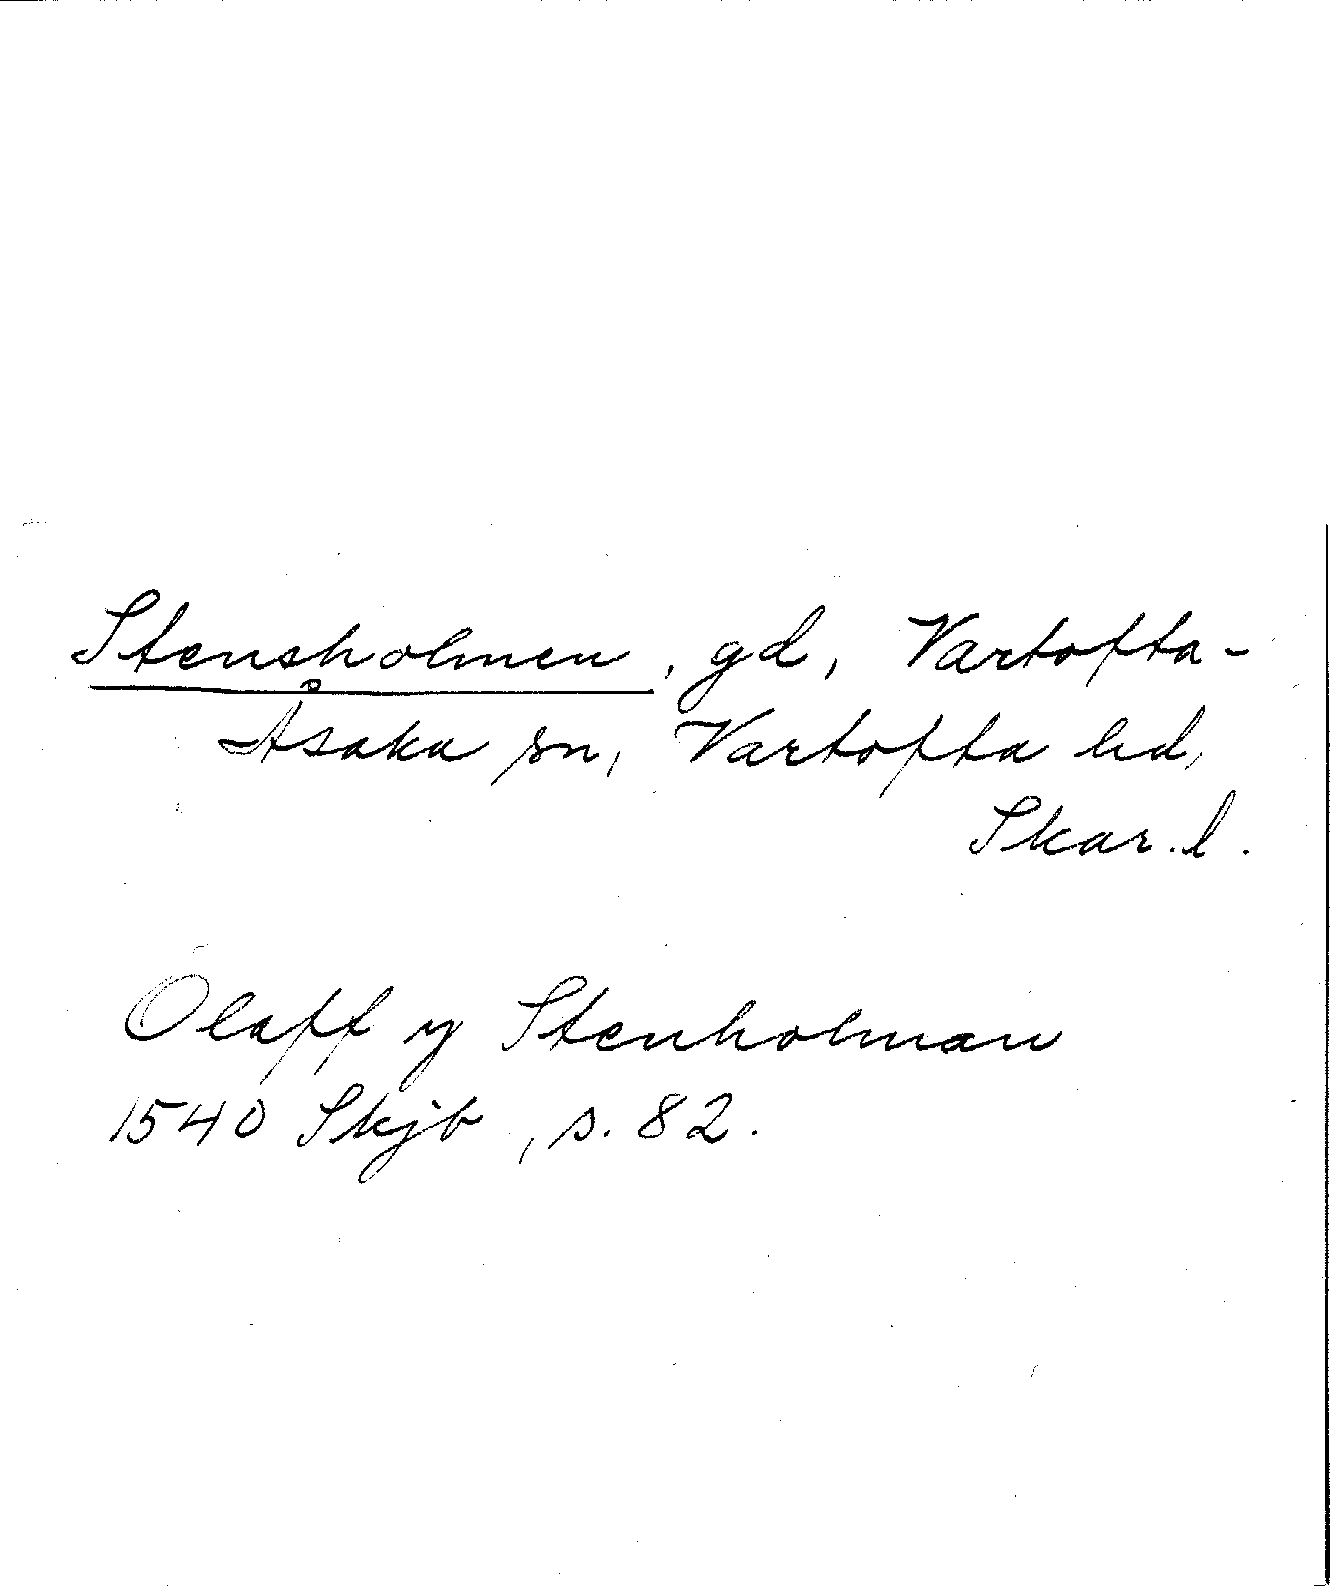 Stensholmen, gd, Vartofta-
Åsaka sn, Vartofta hd,
Skar. l.
Olaff y Stenholman
1540 Skjb, s. 82.